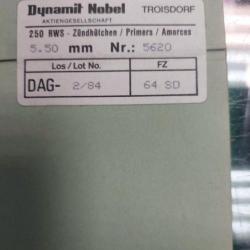 Dynamit Nobel TROISDORF
AKTIENGESELLSCHAFT
250 RWS - Zündhütchen / Primers / Amorces
5.50 mm Nr.: 5620
Los / Lot No. FZ
DAG- 2/84 64 SD